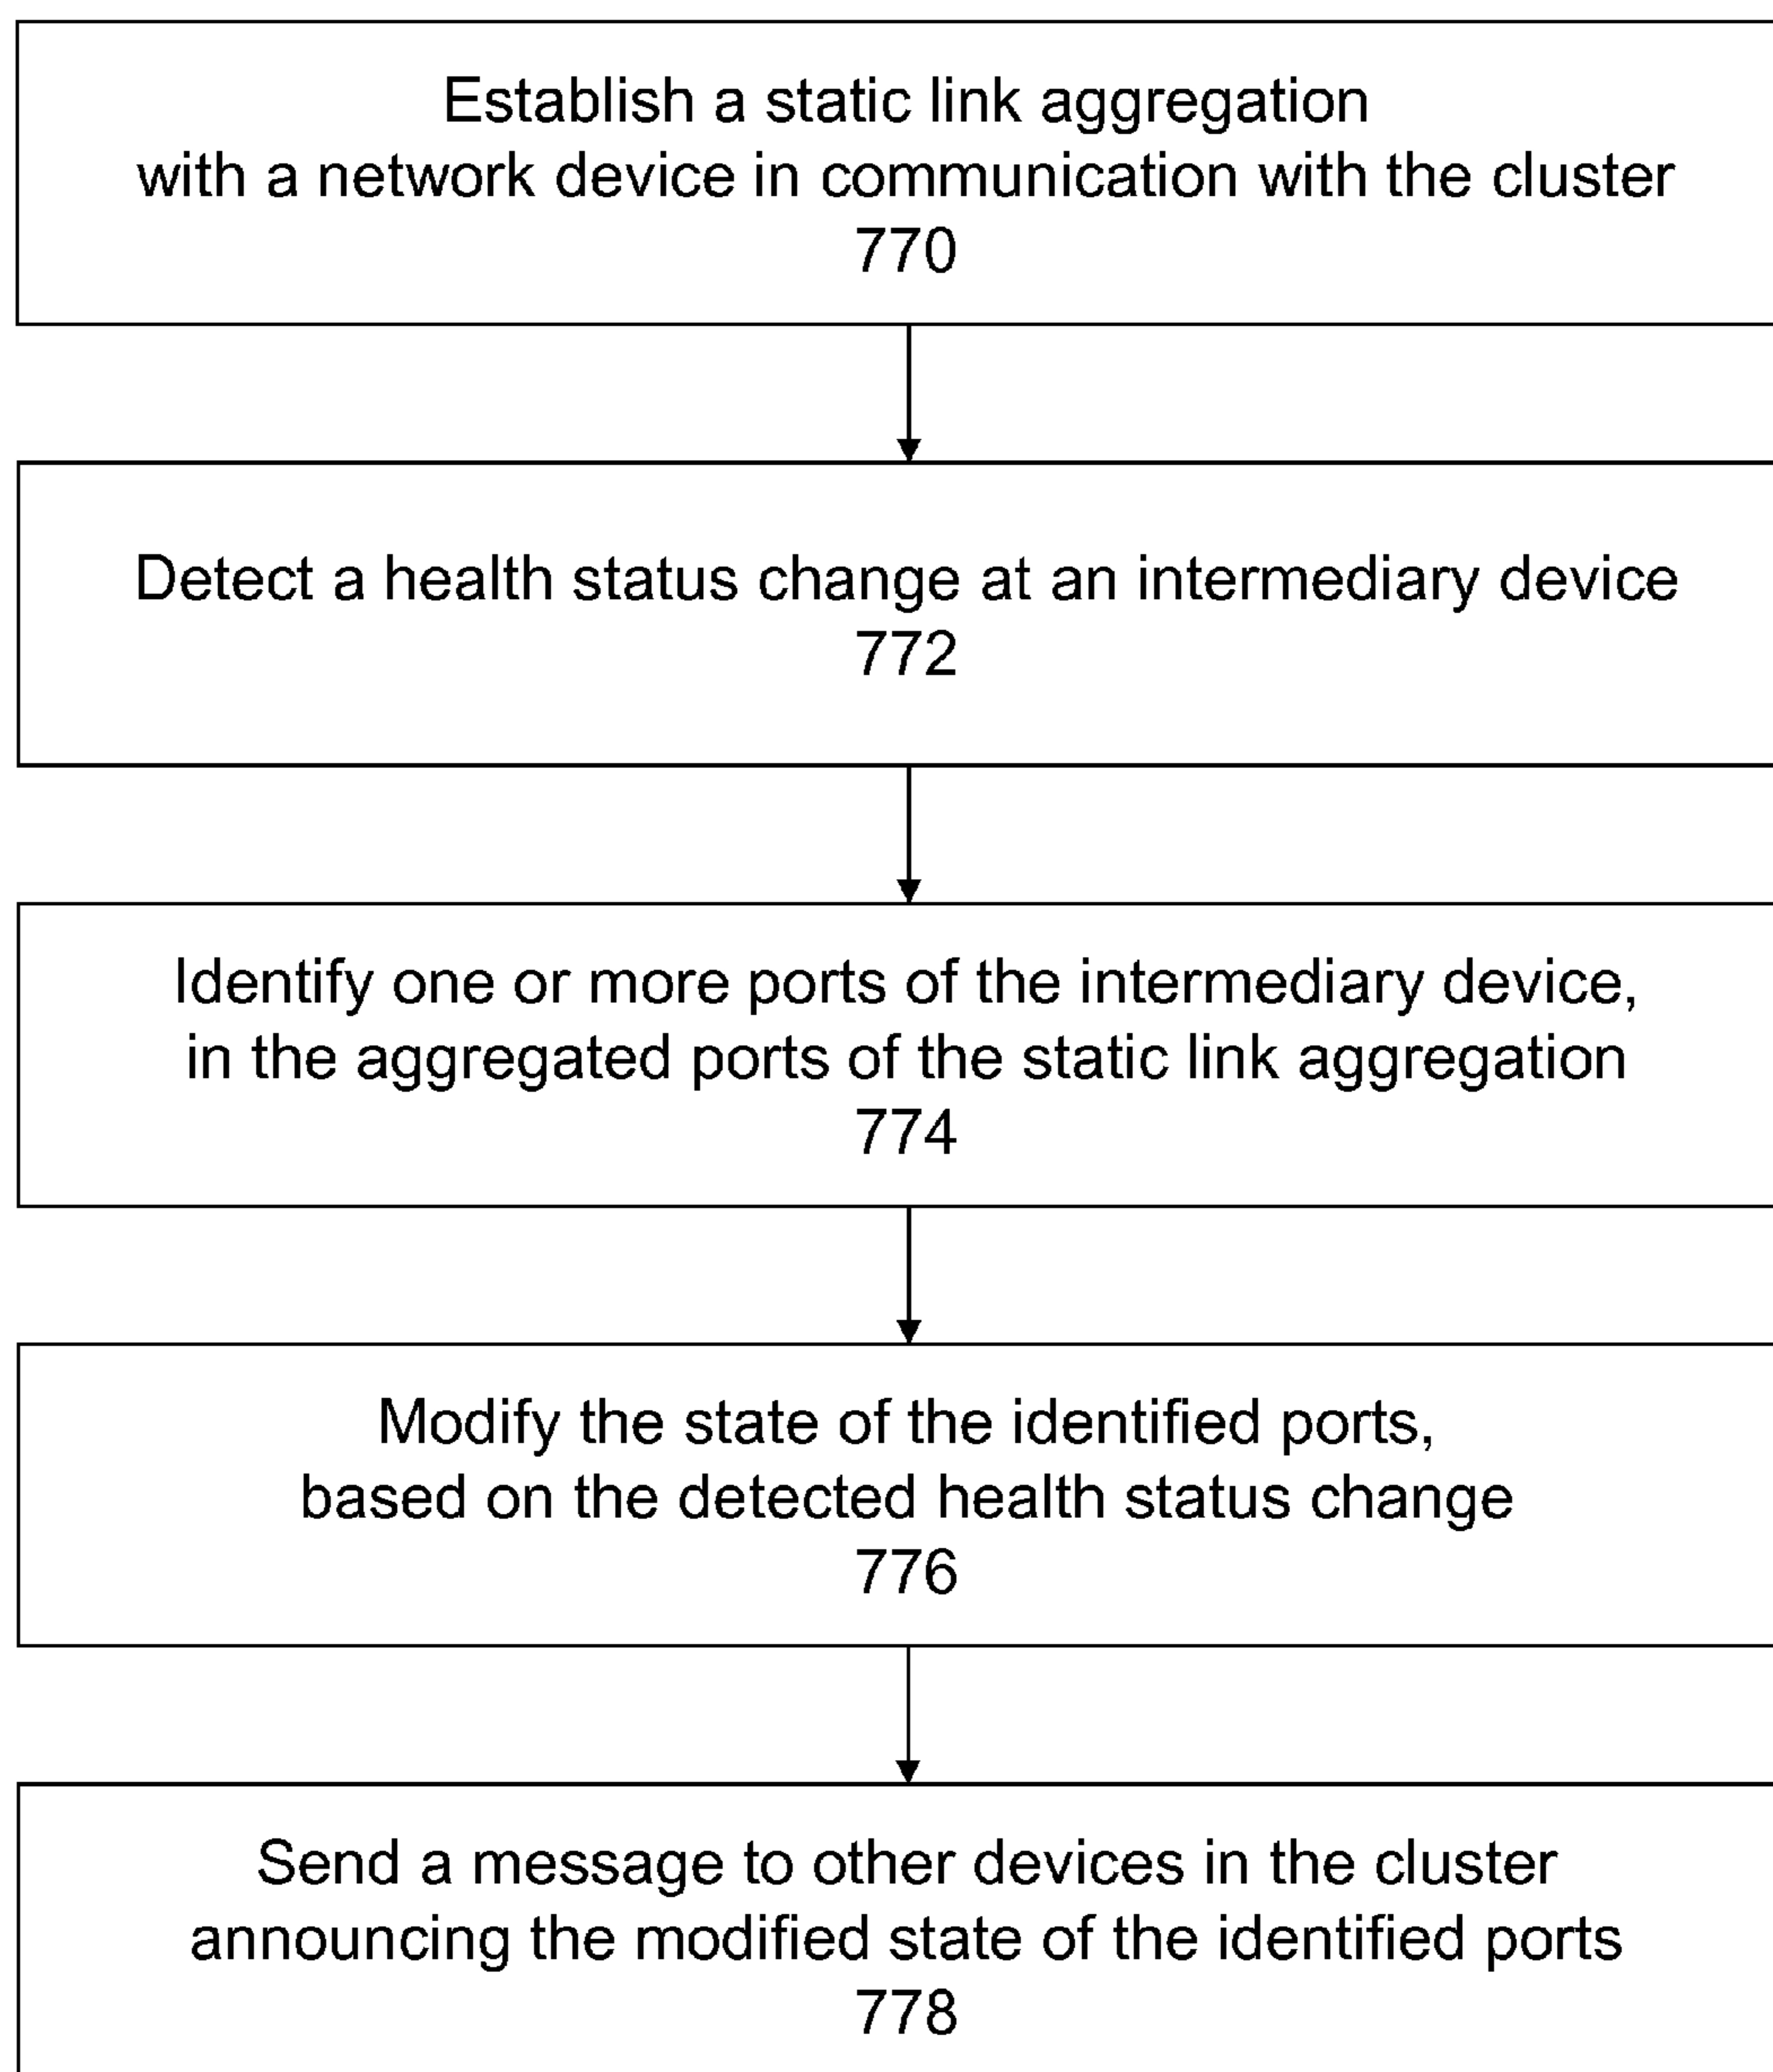 Establish a static link aggregation
with a network device in communication with the cluster
770
Detect a health status change at an intermediary device
772
Identify one or more ports of the intermediary device,
in the aggregated ports of the static link aggregation
774
Modify the state of the identified ports,
based on the detected health status change
776
Send a message to other devices in the cluster
announcing the modified state of the identified ports
778